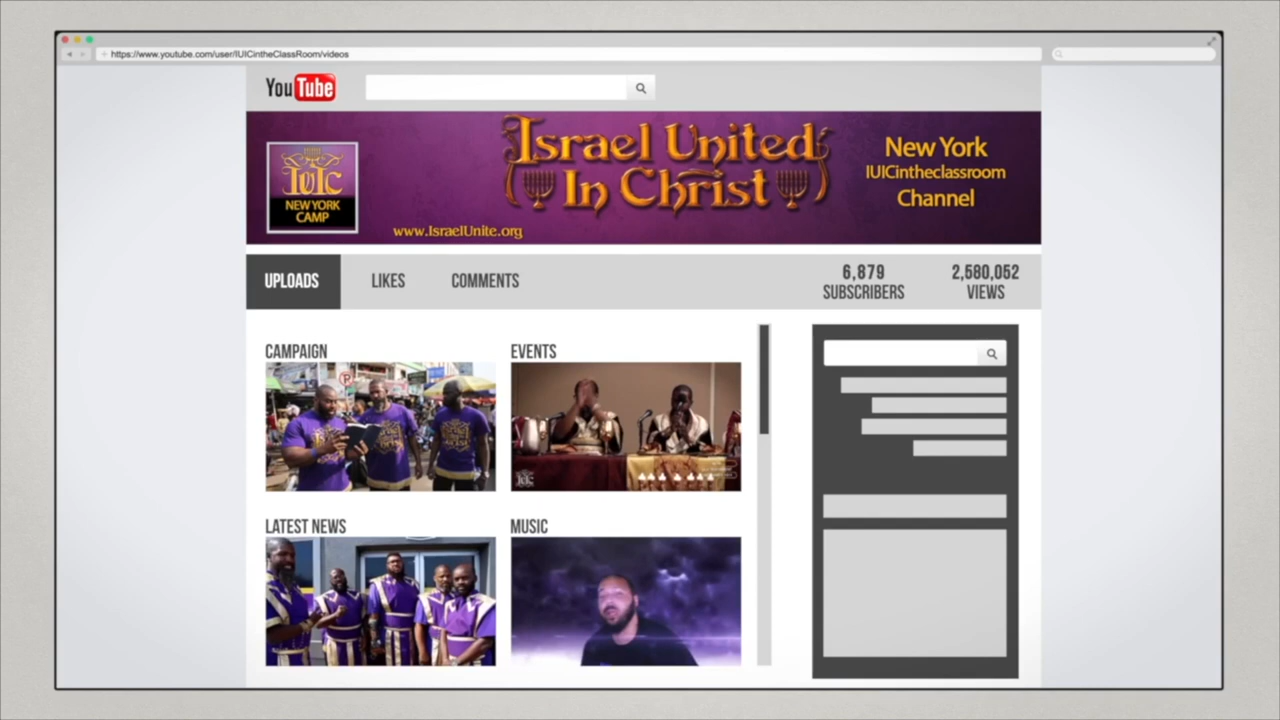 https://www.youtube.com/user/IUICintheClassRoom/videos
YouTube
IUIC
NEW YORK
CAMP
www.IsraelUnite.org
Israel United
In Christ
New York
IUICintheclassroom
Channel
UPLOADS
LIKES
COMMENTS
6,879
SUBSCRIBERS
2,580,052
VIEWS
CAMPAIGN
EVENTS
IUIC
LATEST NEWS
MUSIC